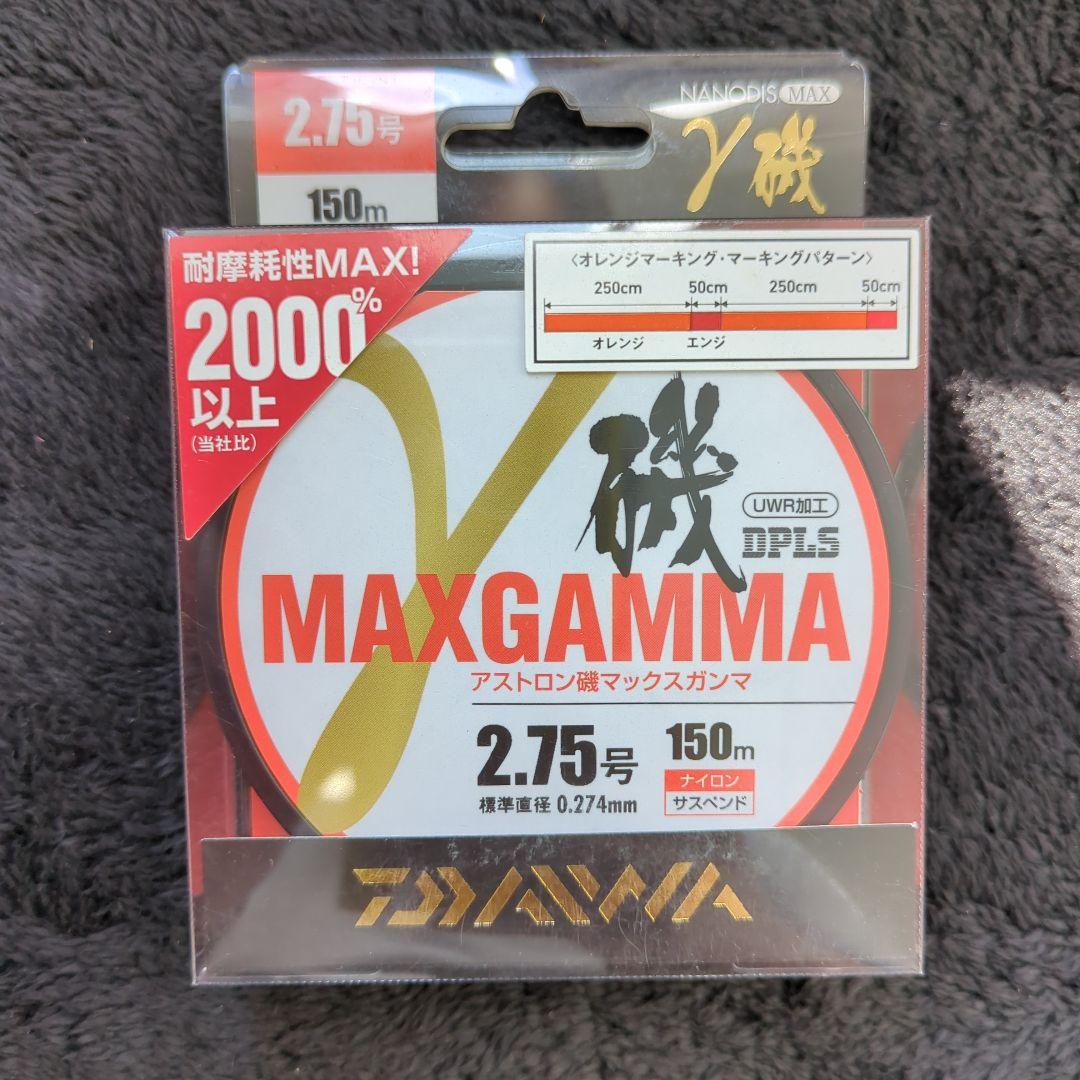 2.75号
150m
NANODIS MAX
γ磯
耐摩耗性MAX!
2000%
以上
(当社比)
〈オレンジマーキング・マーキングパターン〉
250cm 50cm 250cm 50cm
オレンジ エンジ
γ
磯
UWR加工
DPLS
MAXGAMMA
アストロン磯マックスガンマ
2.75号 150m
標準直径 0.274mm
ナイロン
サスペンド
DAIWA